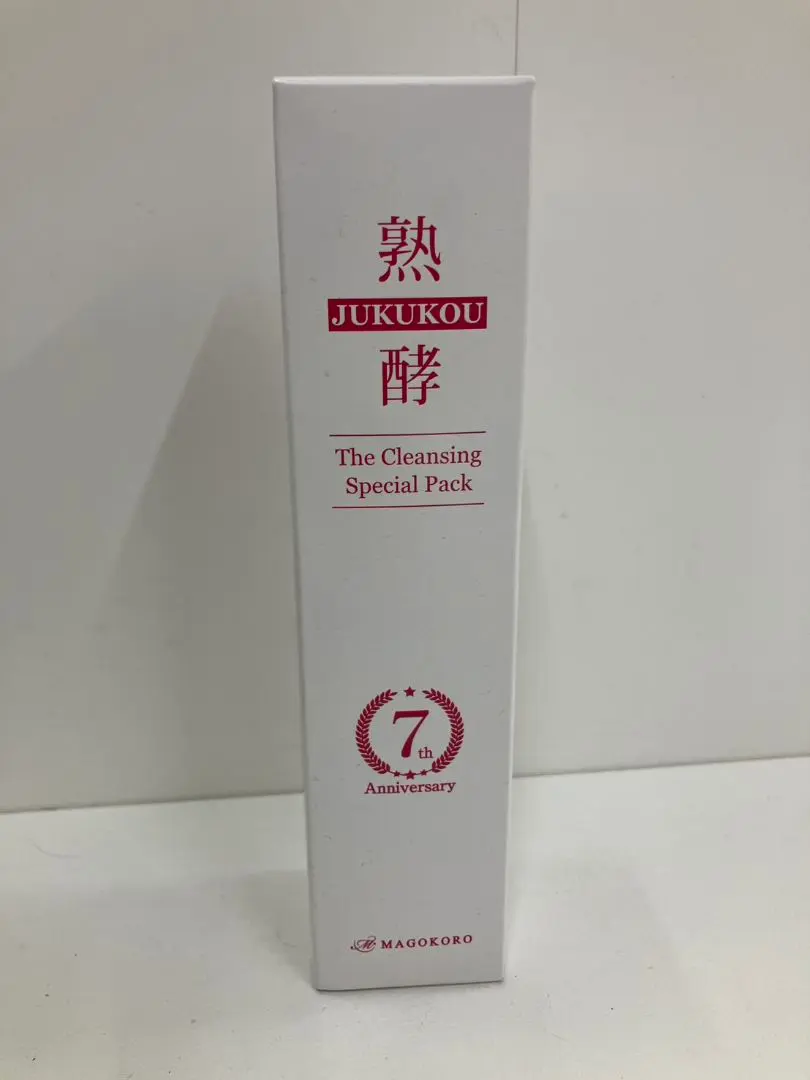 熟
JUKUKOU
酵
The Cleansing
Special Pack
7th
Anniversary
M MAGOKORO